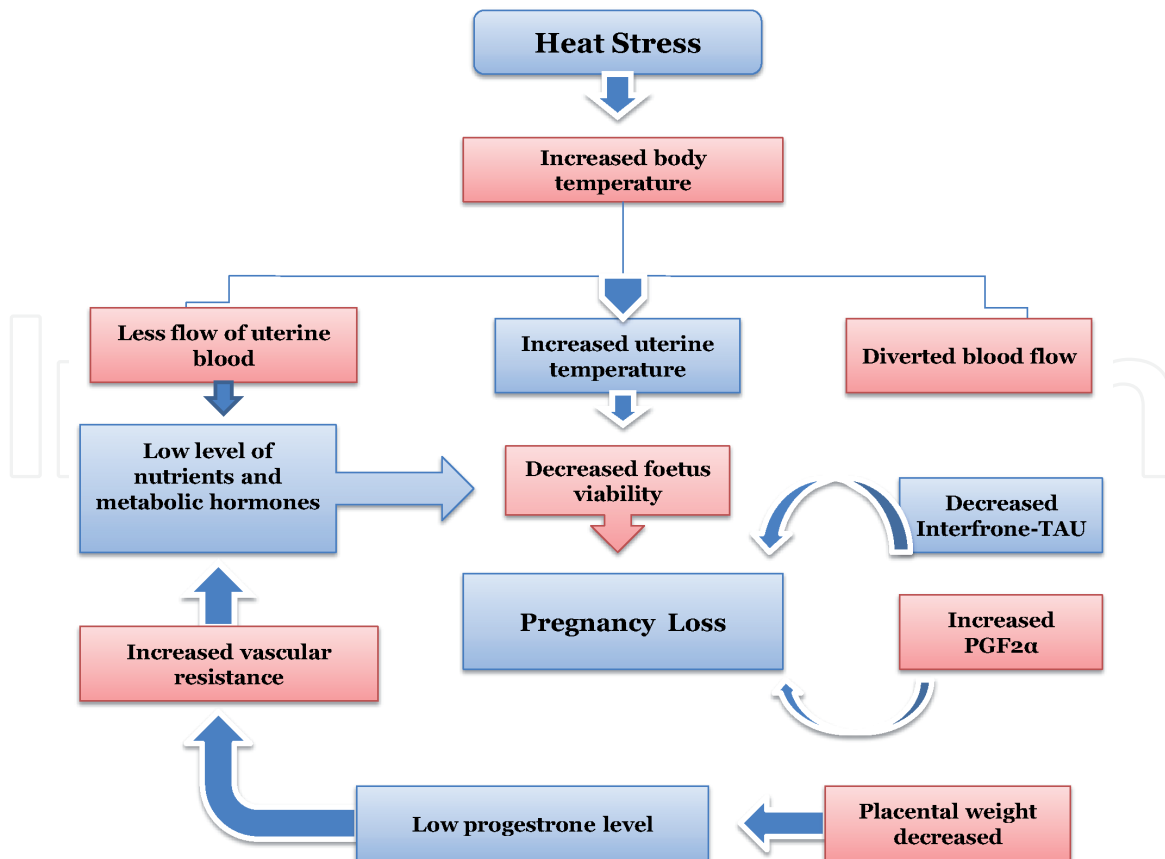 Heat Stress
Increased body
temperature
Less flow of uterine
blood
Increased uterine
temperature
Diverted blood flow
Low level of
nutrients and
metabolic hormones
Decreased foetus
viability
Decreased
Interfrone-TAU
Pregnancy Loss
Increased
PGF2α
Increased vascular
resistance
Low progestrone level
Placental weight
decreased